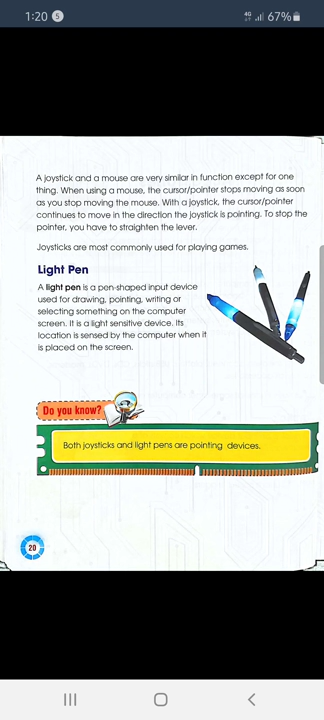 1:20 5 4G 67%
A joystick and a mouse are very similar in function except for one
thing. When using a mouse, the cursor/pointer stops moving as soon
as you stop moving the mouse. With a joystick, the cursor/pointer
continues to move in the direction the joystick is pointing. To stop the
pointer, you have to straighten the lever.
Joysticks are most commonly used for playing games.
Light Pen
A light pen is a pen-shaped input device
used for drawing, pointing, writing or
selecting something on the computer
screen. It is a light sensitive device. Its
location is sensed by the computer when it
is placed on the screen.
Do you know?
Both joysticks and light pens are pointing devices.
20